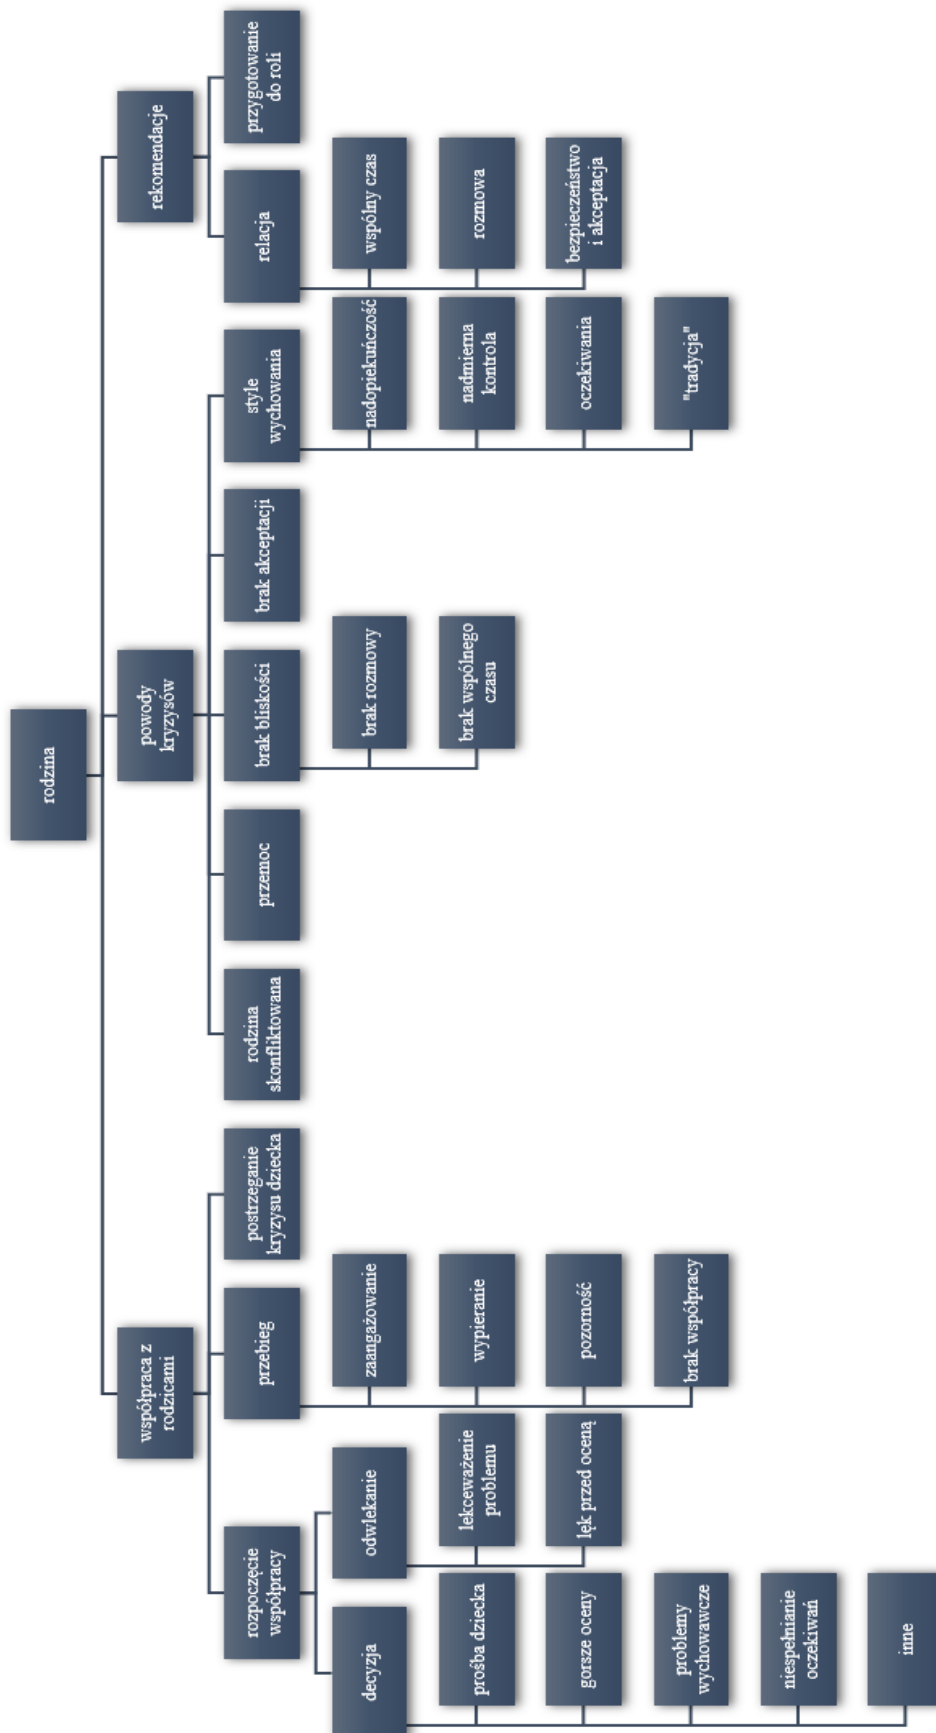 rodzina
współpraca z
rodzicami
powody
kryzysów
rekomendacje
rozpoczęcie
współpracy
przebieg
postrzeganie
kryzysu dziecka
rodzina
skonfliktowana
przemoc
brak bliskości
brak akceptacji
style
wychowania
relacja
przygotowanie
do roli
decyzja
odwlekanie
zaangażowanie
brak rozmowy
nadopiekuńczość
wspólny czas
prośba dziecka
lekceważenie
problemu
wypieranie
brak wspólnego
czasu
nadmierna
kontrola
rozmowa
gorsze oceny
lęk przed oceną
pozorność
oczekiwania
bezpieczeństwo
i akceptacja
problemy
wychowawcze
brak współpracy
"tradycja"
niespełnianie
oczekiwań
inne